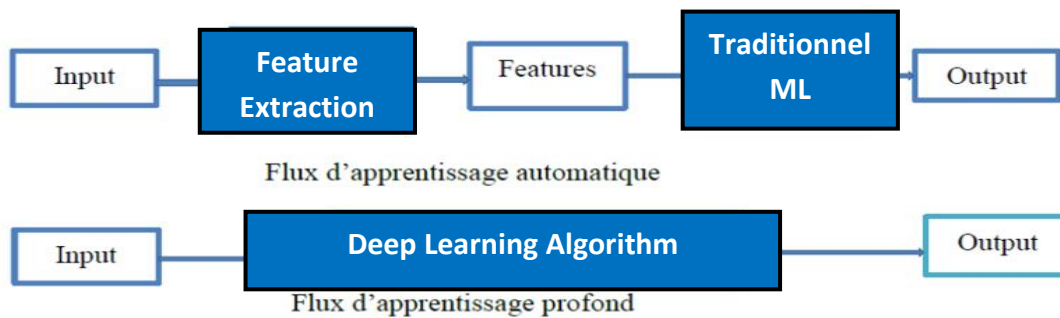 Input
Feature
Extraction
Features
Traditionnel
ML
Output
Flux d'apprentissage automatique
Input
Deep Learning Algorithm
Output
Flux d'apprentissage profond